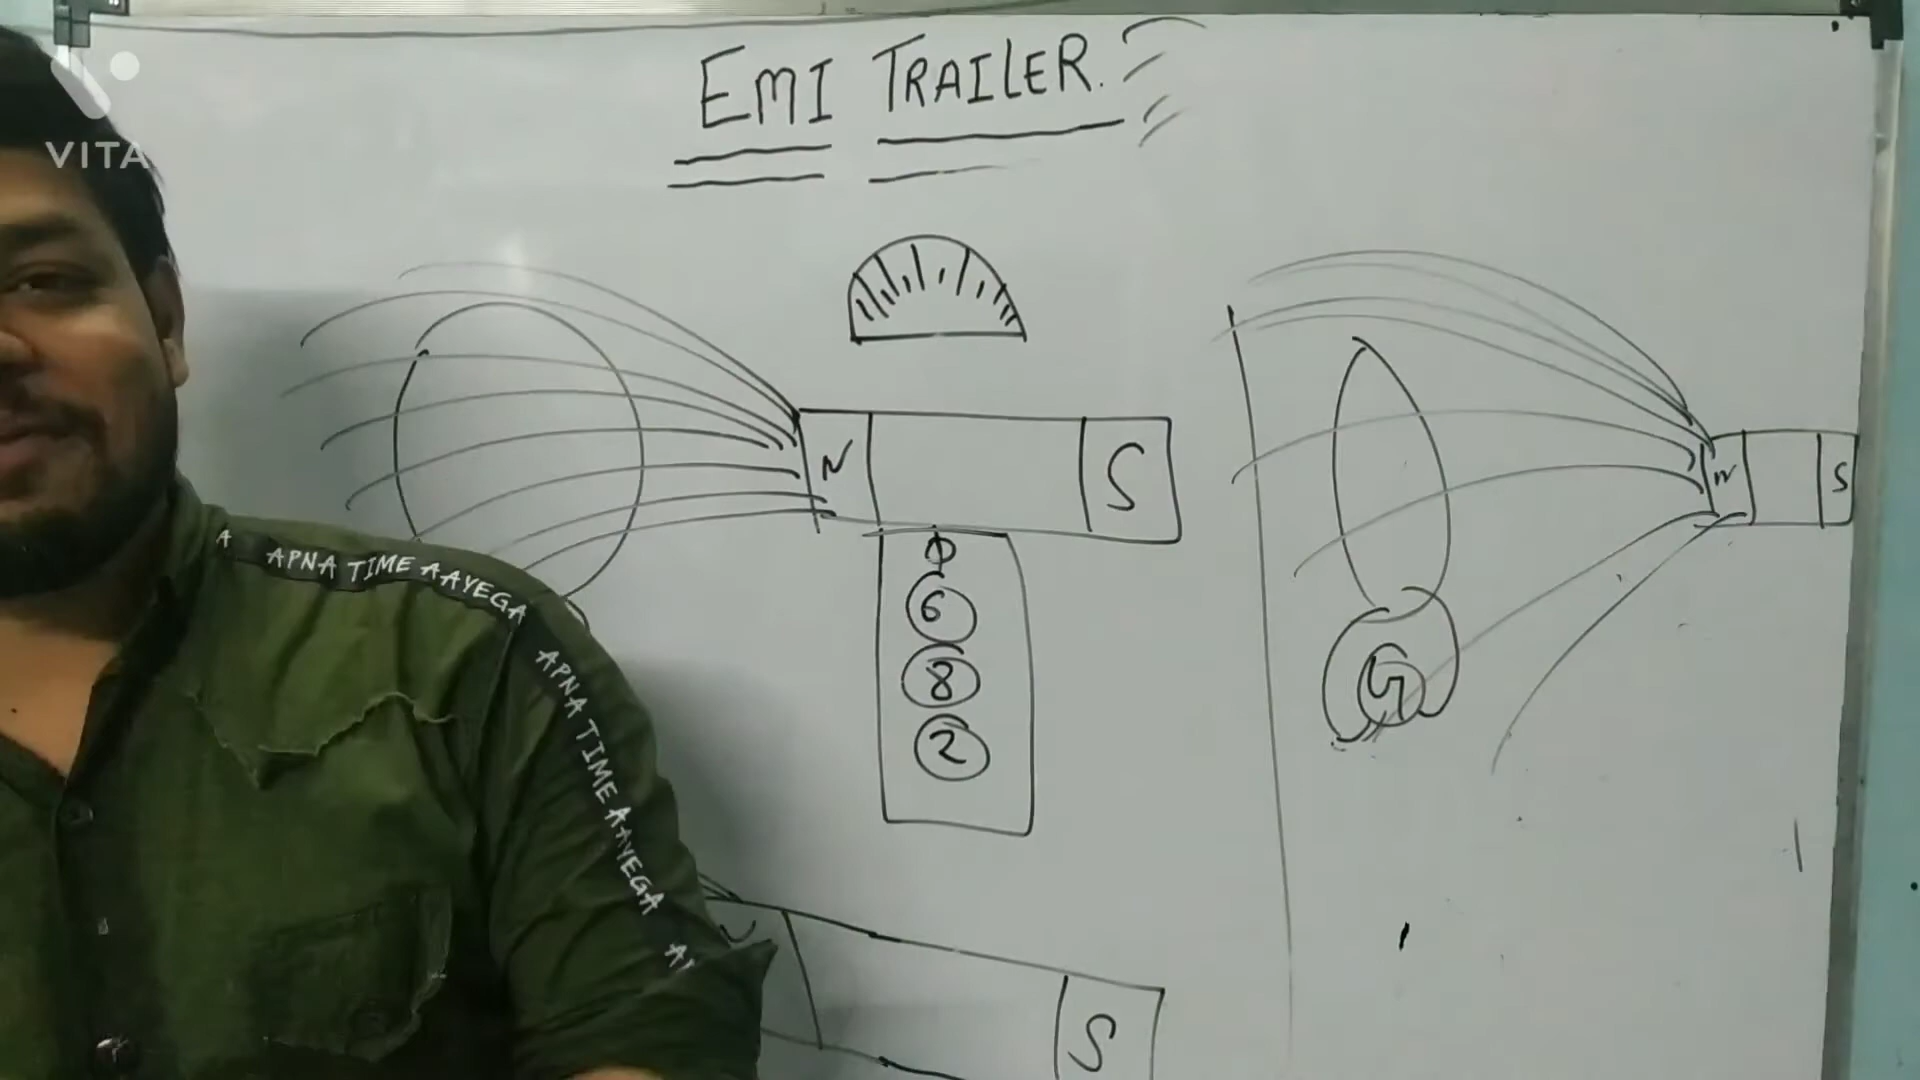 VITA
EMI TRAILER.
N
S
N
S
Φ
6
8
2
G
A APNA TIME AAYEGA
APNA TIME AAYEGA
S